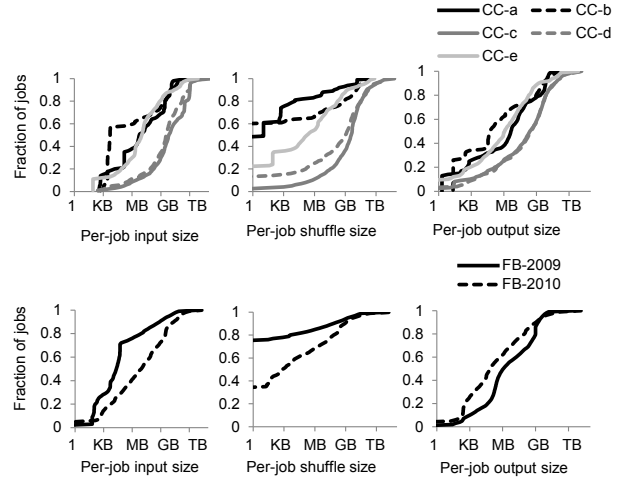 CC-a CC-b
CC-c CC-d
CC-e
Fraction of jobs
1 1 1
0.8 0.8 0.8
0.6 0.6 0.6
0.4 0.4 0.4
0.2 0.2 0.2
0 0 0
1 KB MB GB TB 1 KB MB GB TB 1 KB MB GB TB
Per-job input size Per-job shuffle size Per-job output size
FB-2009
FB-2010
Fraction of jobs
1 1 1
0.8 0.8 0.8
0.6 0.6 0.6
0.4 0.4 0.4
0.2 0.2 0.2
0 0 0
1 KB MB GB TB 1 KB MB GB TB 1 KB MB GB TB
Per-job input size Per-job shuffle size Per-job output size